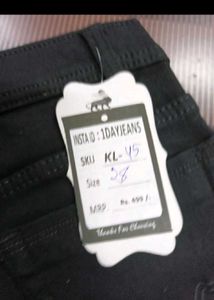 INSTA ID : 1DAYJEANS
SKU KL-45
Size 28
MRP Rs. 499 /-
Thanks For Choosing